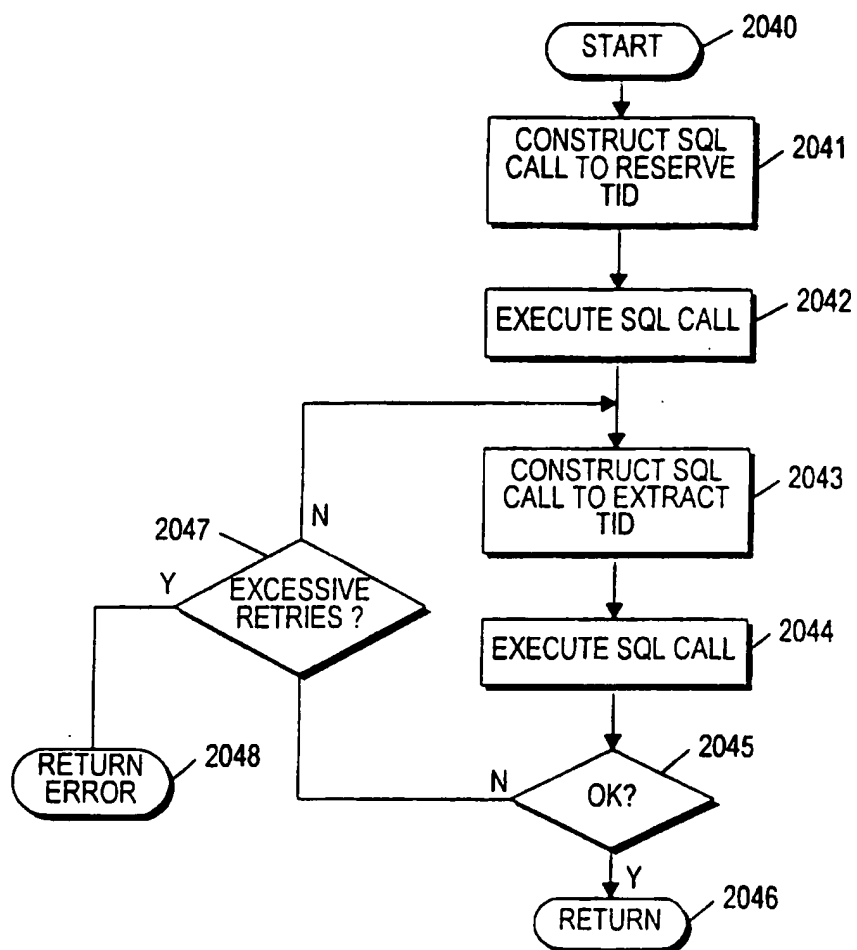 START
2040
CONSTRUCT SQL
CALL TO RESERVE
TID
2041
EXECUTE SQL CALL
2042
CONSTRUCT SQL
CALL TO EXTRACT
TID
2043
N
2047
Y
EXCESSIVE
RETRIES ?
EXECUTE SQL CALL
2044
RETURN
ERROR
2048
N
OK?
2045
Y
RETURN
2046